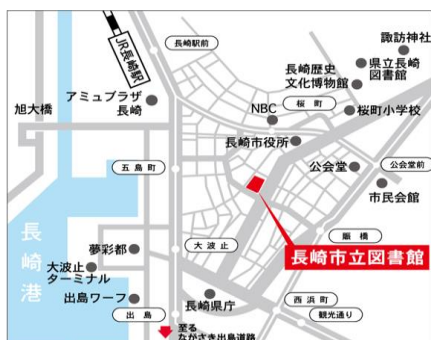 諏訪神社
JR長崎駅
長崎駅前
県立長崎
図書館
長崎歴史
文化博物館
アミュプラザ
長崎
NBC
桜町
桜町小学校
旭大橋
長崎市役所
公会堂
公会堂前
五島町
市民会館
賑橋
長崎港
夢彩都
大波止
長崎市立図書館
大波止
ターミナル
出島ワーフ
長崎県庁
西浜町
観光通り
出島
至る
ながさき出島道路